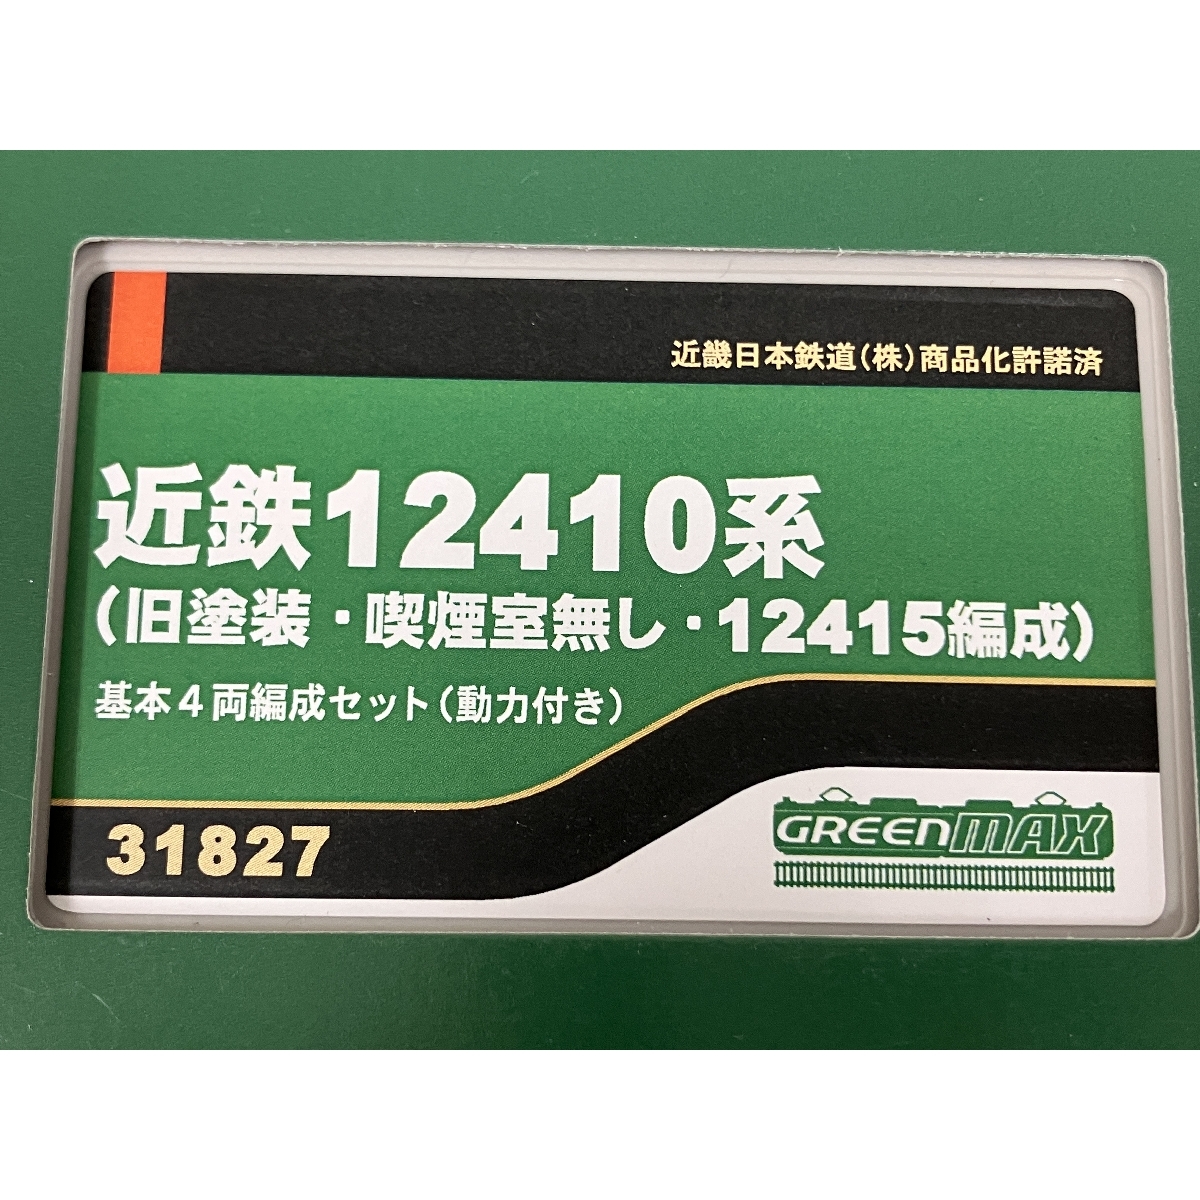 近畿日本鉄道(株)商品化許諾済
近鉄12410系
(旧塗装・喫煙室無し・12415編成)
基本4両編成セット(動力付き)
31827
GREENMAX